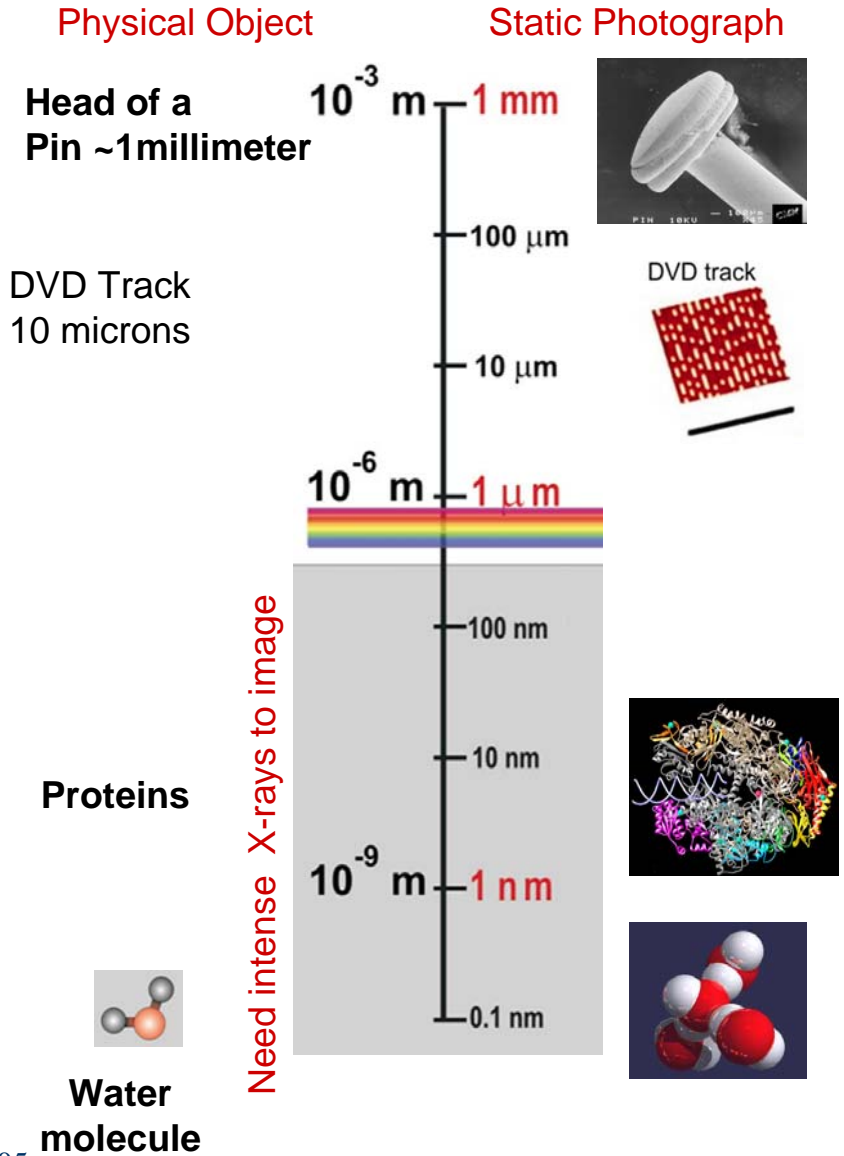 Physical Object Static Photograph
Head of a
Pin ~1millimeter
10⁻³ m 1 mm
PIN 10KV
100 μm
DVD Track
10 microns
DVD track
10 μm
10⁻⁶ m 1 μm
Need intense X-rays to image
100 nm
10 nm
Proteins
10⁻⁹ m 1 nm
0.1 nm
Water
molecule